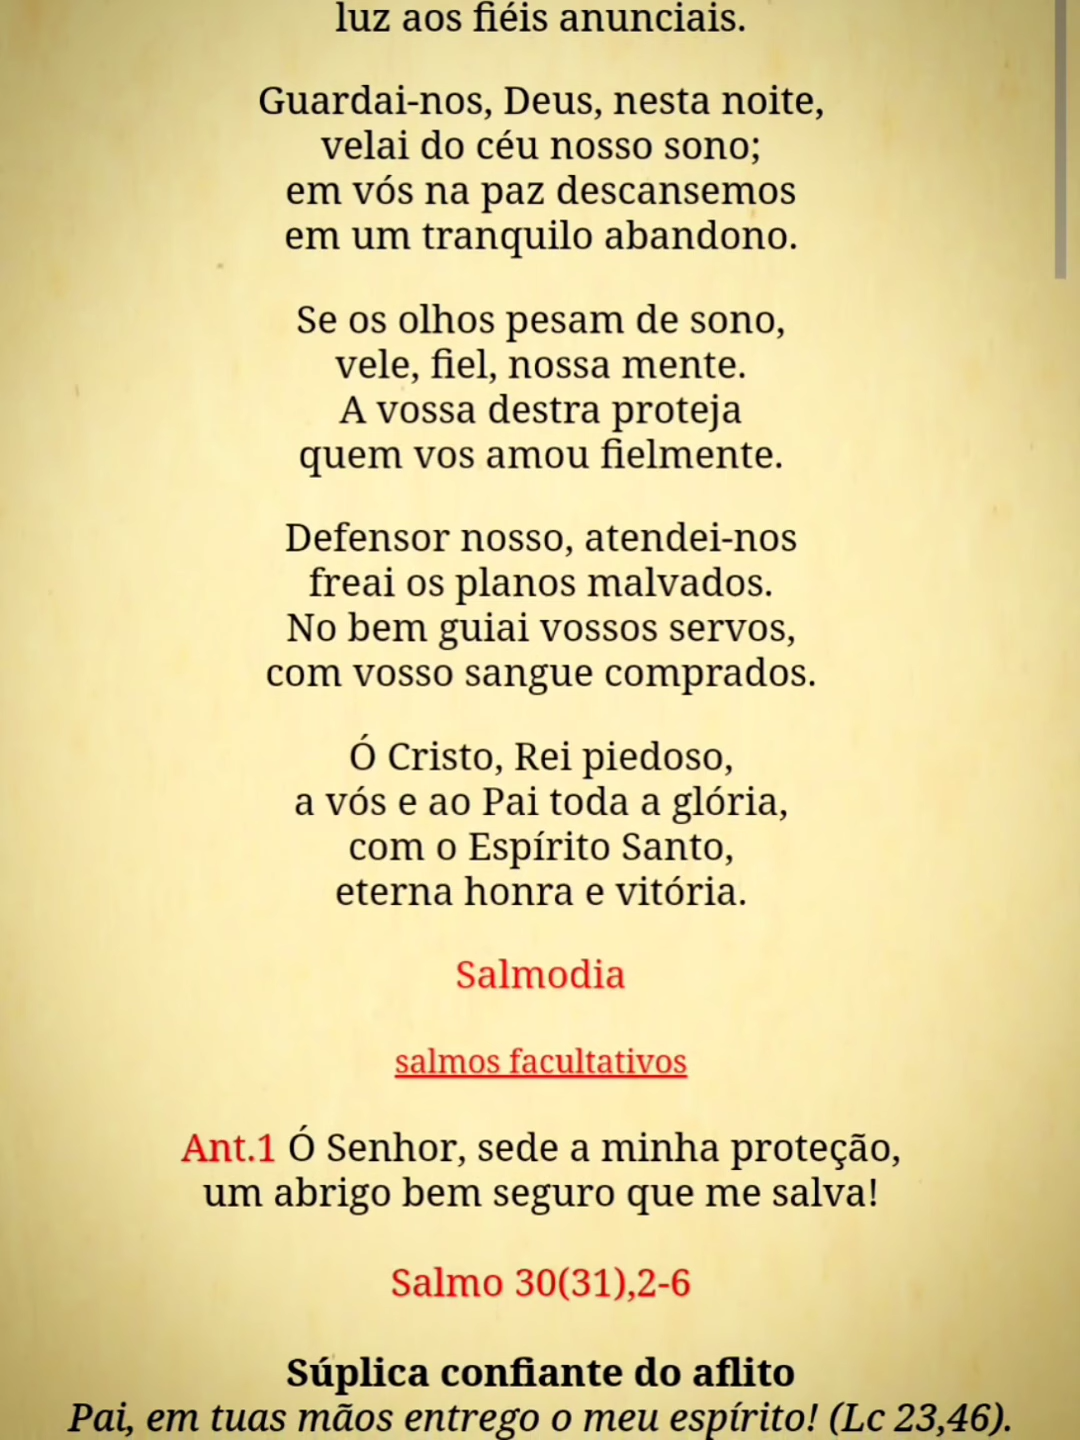 luz aos fiéis anunciais.
Guardai-nos, Deus, nesta noite,
velai do céu nosso sono;
em vós na paz descansemos
em um tranquilo abandono.
Se os olhos pesam de sono,
vele, fiel, nossa mente.
A vossa destra proteja
quem vos amou fielmente.
Defensor nosso, atendei-nos
freai os planos malvados.
No bem guiai vossos servos,
com vosso sangue comprados.
Ó Cristo, Rei piedoso,
a vós e ao Pai toda a glória,
com o Espírito Santo,
eterna honra e vitória.
Salmodia
salmos facultativos
Ant.1 Ó Senhor, sede a minha proteção,
um abrigo bem seguro que me salva!
Salmo 30(31),2-6
Súplica confiante do aflito
Pai, em tuas mãos entrego o meu espírito! (Lc 23,46).